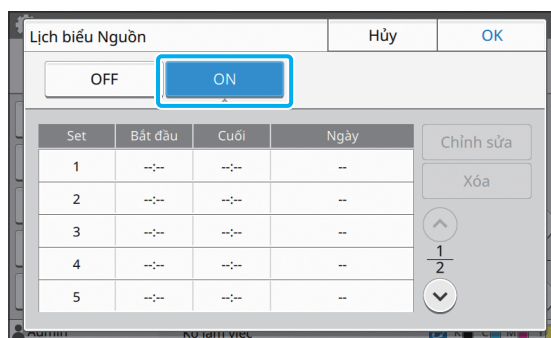 Lịch biểu Nguồn Hủy OK
OFF ON
Set Bắt đầu Cuối Ngày Chỉnh sửa
1 --:-- --:-- --
Xóa
2 --:-- --:-- --
3 --:-- --:-- --
4 --:-- --:-- --
1
2
5 --:-- --:-- --
Admin